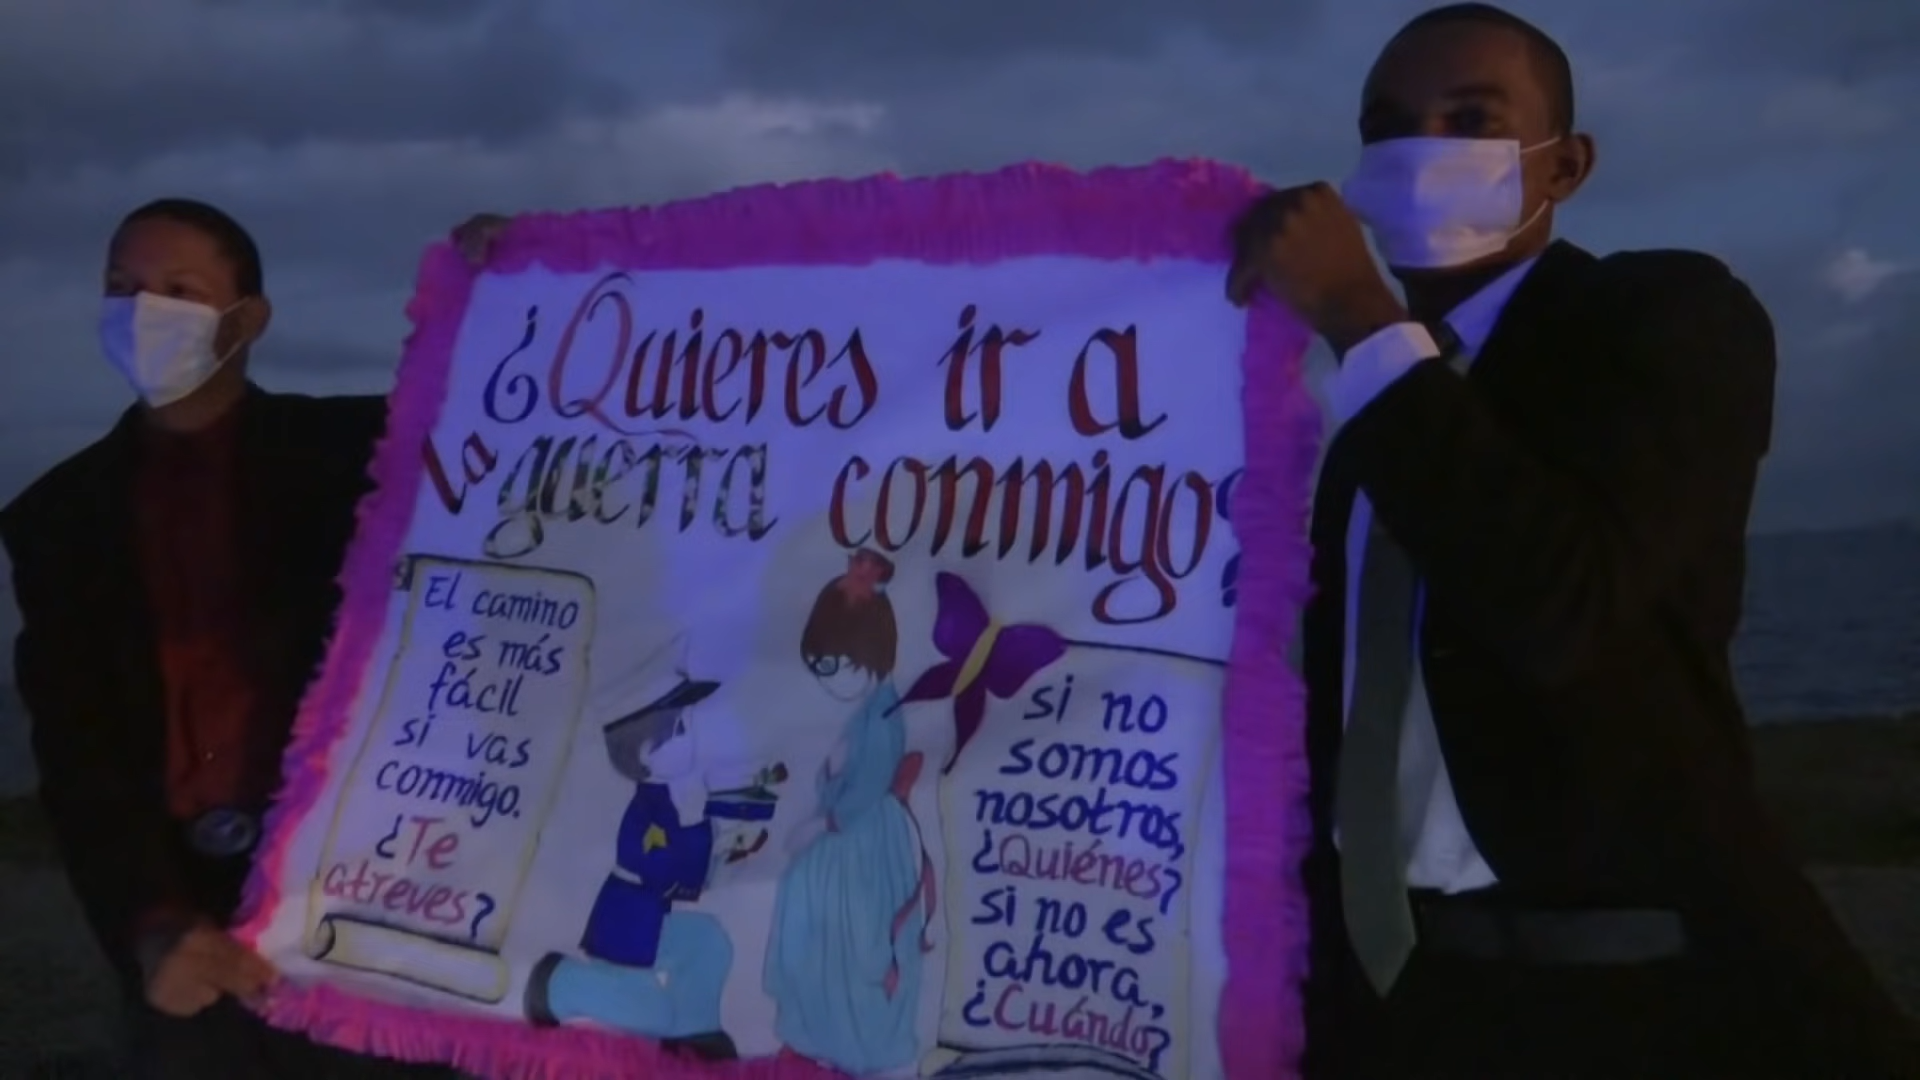 ¿Quieres ir a
la guerra conmigo?
El camino
es más
fácil
si vas
conmigo.
¿Te
atreves?
si no
somos
nosotros,
¿Quiénes?
si no es
ahora,
¿Cuándo?